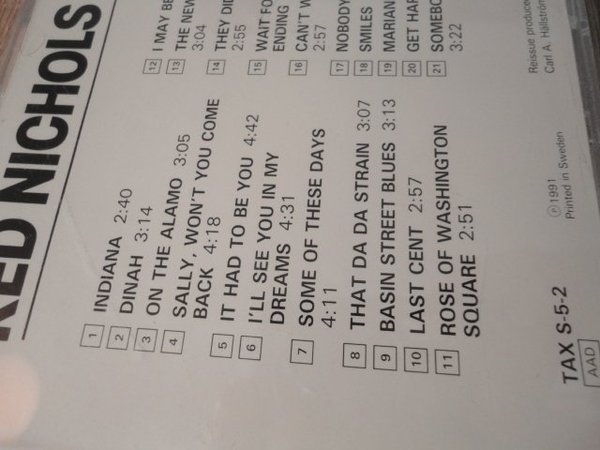 RED NICHOLS
1 INDIANA 2:40
2 DINAH 3:14
3 ON THE ALAMO 3:05
4 SALLY, WON'T YOU COME
BACK 4:18
5 IT HAD TO BE YOU 4:42
6 I'LL SEE YOU IN MY
DREAMS 4:31
7 SOME OF THESE DAYS
4:11
8 THAT DA DA STRAIN 3:07
9 BASIN STREET BLUES 3:13
10 LAST CENT 2:57
11 ROSE OF WASHINGTON
SQUARE 2:51
12 I MAY BE
13 THE NEW
3:04
14 THEY DID
2:55
15 WAIT FO
ENDING
16 CAN'T W
2:57
17 NOBODY
18 SMILES
19 MARIAN
20 GET HAP
21 SOMEBO
3:22
TAX S-5-2
AAD
℗ 1991
Printed in Sweden
Reissue produce
Carl A. Hällström